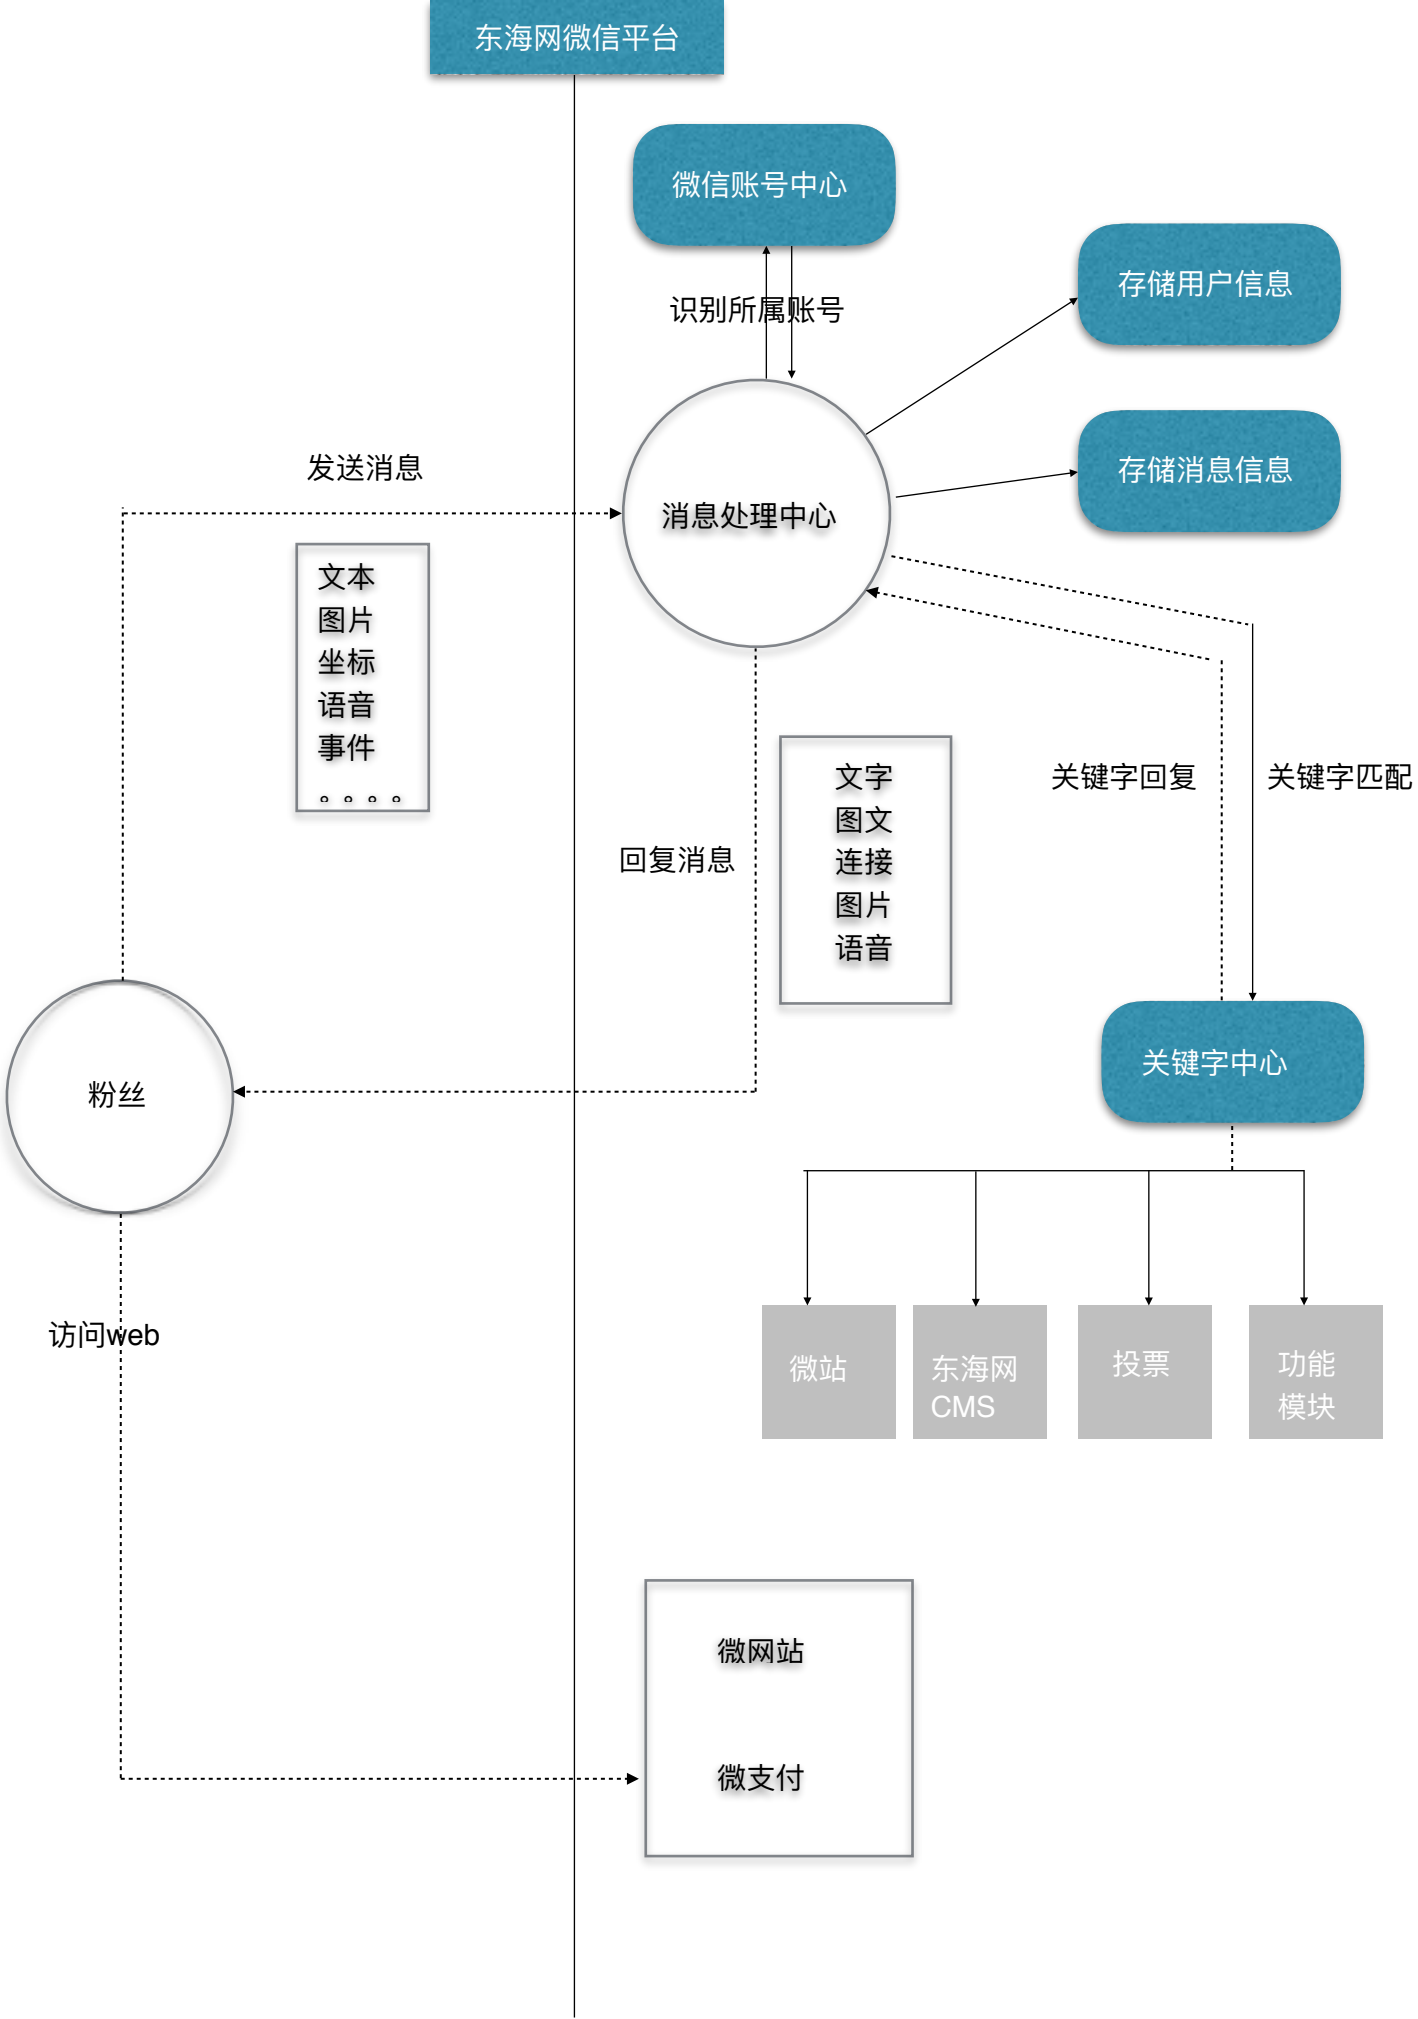 东海网微信平台
微信账号中心
存储用户信息
识别所属账号
发送消息
存储消息信息
消息处理中心
文本
图片
坐标
语音
事件
。。。。
文字
图文
连接
图片
语音
关键字回复
关键字匹配
回复消息
粉丝
关键字中心
访问web
微站
东海网
CMS
投票
功能
模块
微网站
微支付